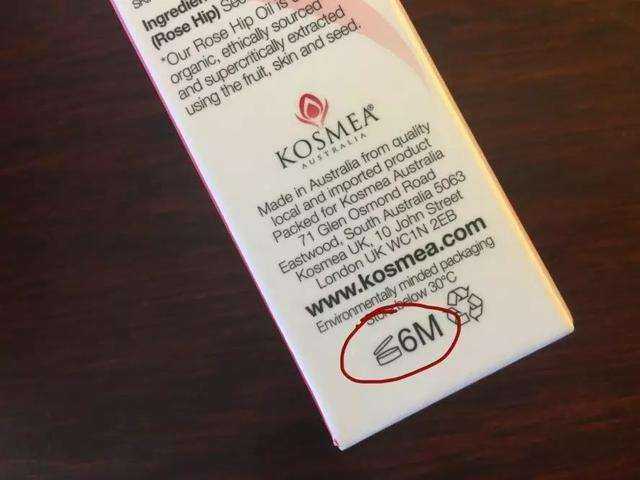 Ingredien
(Rose Hip) See
*Our Rose Hip Oil is
organic, ethically sourced
and supercritically extracted
using the fruit, skin and seed.
KOSMEA®
AUSTRALIA
Made in Australia from quality
local and imported product
Packed for Kosmea Australia
71 Glen Osmond Road
Eastwood, South Australia 5063
Kosmea UK, 10 John Street
London UK WC1N 2EB
www.kosmea.com
Environmentally minded packaging
Store below 30°C
6M